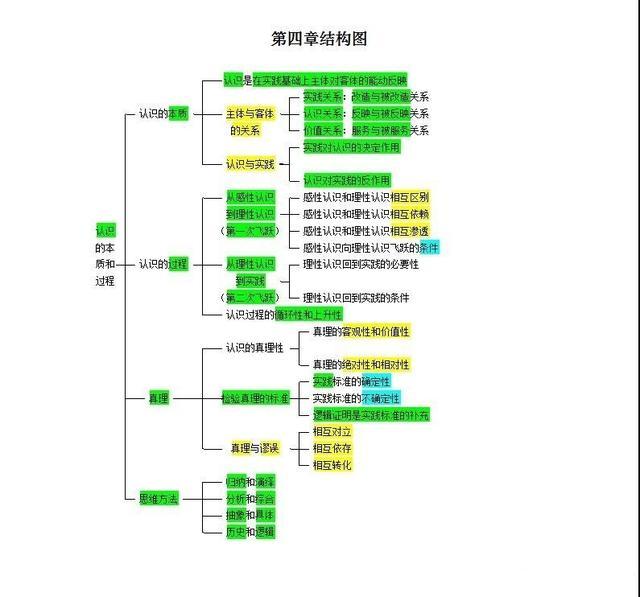 第四章结构图
认识是在实践基础上主体对客体的能动反映
认识的本质
主体与客体
的关系
实践关系：改造与被改造关系
认识关系：反映与被反映关系
价值关系：服务与被服务关系
认识与实践
实践对认识的决定作用
认识对实践的反作用
认识
的本
质和
过程
认识的过程
从感性认识
到理性认识
（第一次飞跃）
感性认识和理性认识相互区别
感性认识和理性认识相互依赖
感性认识和理性认识相互渗透
感性认识向理性认识飞跃的条件
从理性认识
到实践
（第二次飞跃）
理性认识回到实践的必要性
理性认识回到实践的条件
认识过程的循环性和上升性
真理
认识的真理性
真理的客观性和价值性
真理的绝对性和相对性
检验真理的标准
实践标准的确定性
实践标准的不确定性
逻辑证明是实践标准的补充
真理与谬误
相互对立
相互依存
相互转化
思维方法
归纳和演绎
分析和综合
抽象和具体
历史和逻辑